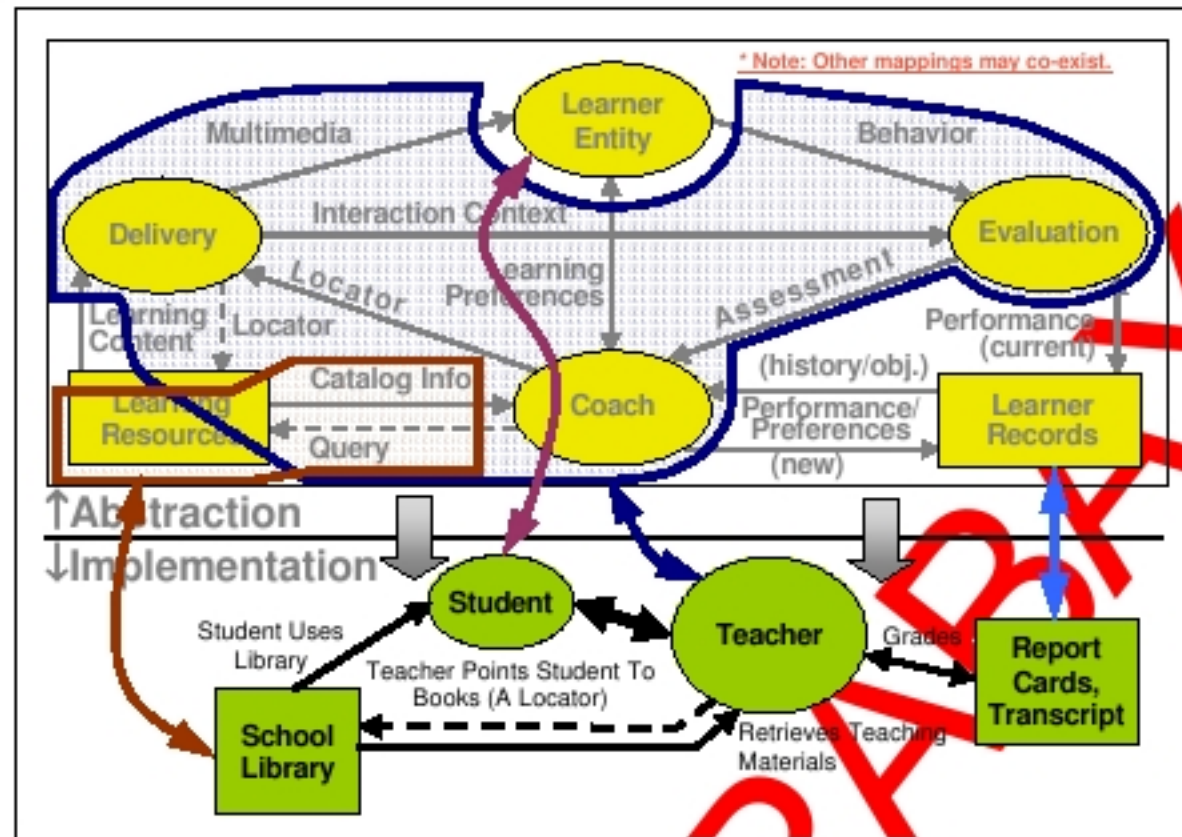 * Note: Other mappings may co-exist.
Learner
Entity
Multimedia
Behavior
Delivery
Interaction Context
Evaluation
Locator
earning
Preferences
Assessment
Learning
Content
Locator
Performance
(current)
(history/obj.)
Catalog Info
Learning
Resources
Coach
Performance/
Preferences
Learner
Records
Query
(new)
↑Abstraction
↓Implementation
Student
Teacher
Student Uses
Library
Grades
Report
Cards,
Transcript
Teacher Points Student To
Books (A Locator)
School
Library
Retrieves Teaching
Materials